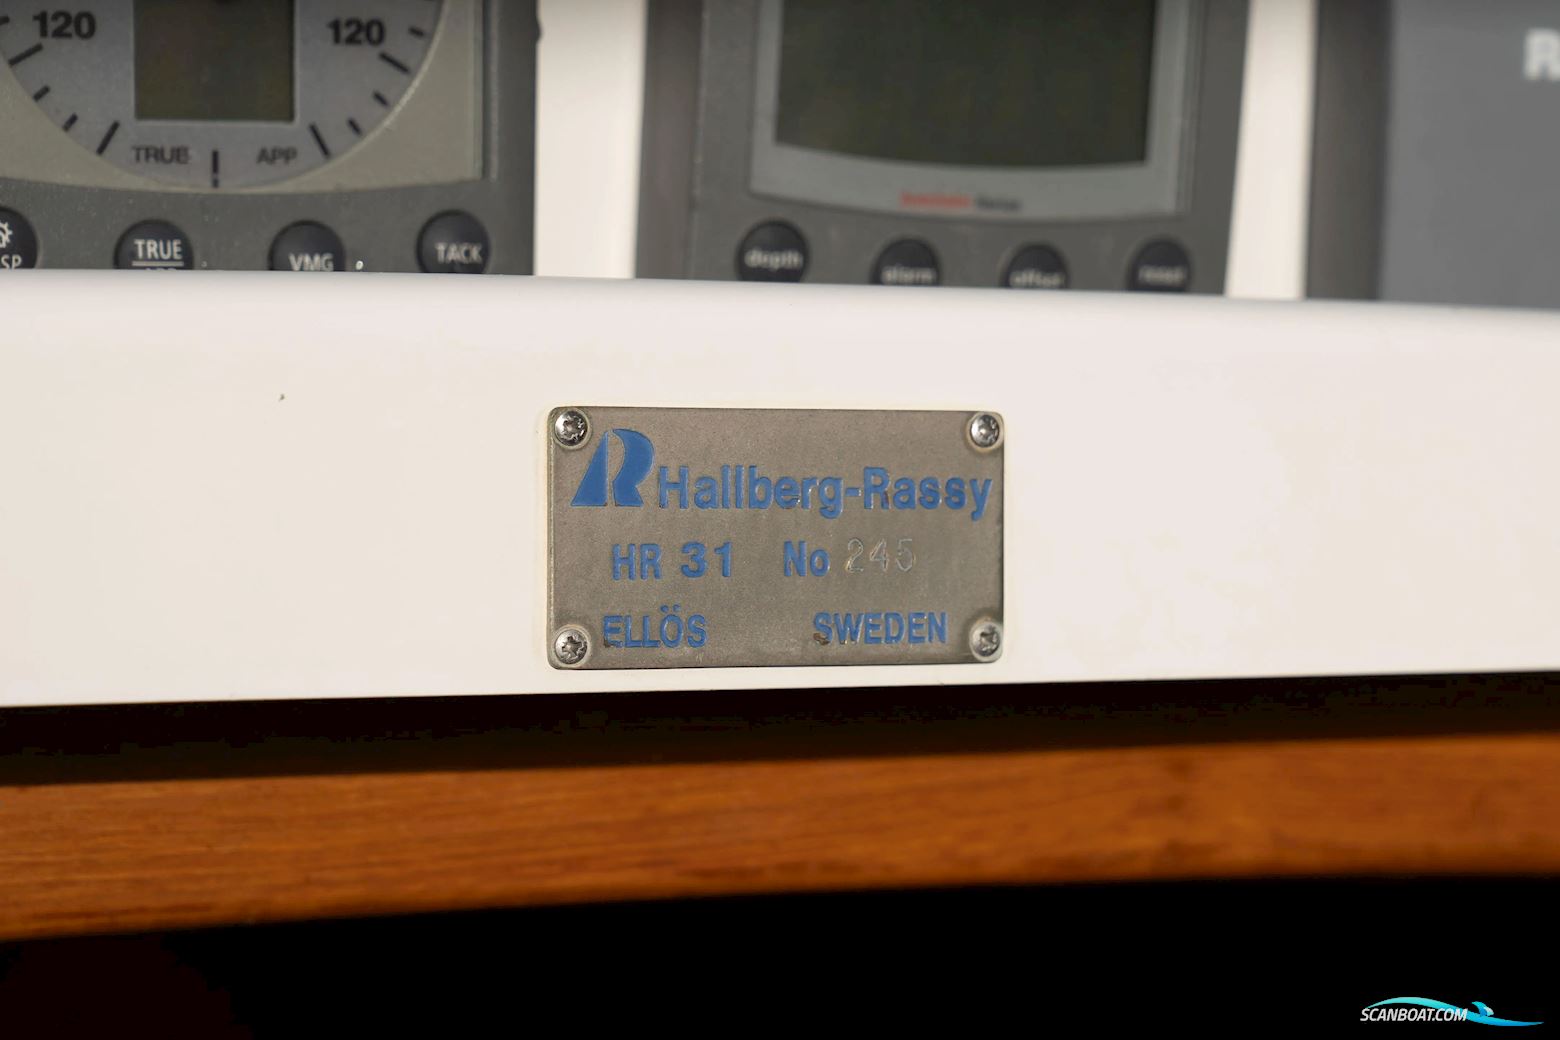 120
120
TRUE
APP
SP
TRUE
VMG
TACK
depth
alarm
offset
reset
R
Hallberg-Rassy
HR 31 No 245
ELLÖS SWEDEN
SCANBOAT.COM